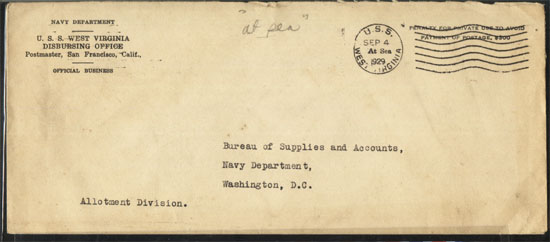 NAVY DEPARTMENT
U. S. S. WEST VIRGINIA
DISBURSING OFFICE
Postmaster, San Francisco, Calif.,
OFFICIAL BUSINESS
"at sea"
U.S.S.
SEP 4
At Sea
1929
WEST VIRGINIA
PENALTY FOR PRIVATE USE TO AVOID
PAYMENT OF POSTAGE, $300
Bureau of Supplies and Accounts,
Navy Department,
Washington, D.C.
Allotment Division.